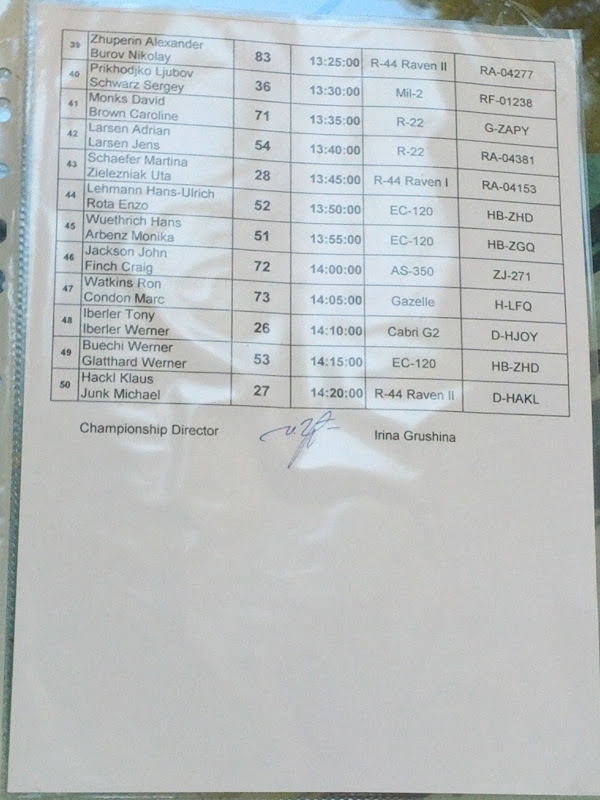 39 Zhuperin Alexander
Burov Nikolay 83 13:25:00 R-44 Raven II RA-04277
40 Prikhodjko Ljubov
Schwarz Sergey 36 13:30:00 Mil-2 RF-01238
41 Monks David
Brown Caroline 71 13:35:00 R-22 G-ZAPY
42 Larsen Adrian
Larsen Jens 54 13:40:00 R-22 RA-04381
43 Schaefer Martina
Zielezniak Uta 28 13:45:00 R-44 Raven I RA-04153
44 Lehmann Hans-Ulrich
Rota Enzo 52 13:50:00 EC-120 HB-ZHD
45 Wuethrich Hans
Arbenz Monika 51 13:55:00 EC-120 HB-ZGQ
46 Jackson John
Finch Craig 72 14:00:00 AS-350 ZJ-271
47 Watkins Ron
Condon Marc 73 14:05:00 Gazelle H-LFQ
48 Iberler Tony
Iberler Werner 26 14:10:00 Cabri G2 D-HJOY
49 Buechi Werner
Glatthard Werner 53 14:15:00 EC-120 HB-ZHD
50 Hackl Klaus
Junk Michael 27 14:20:00 R-44 Raven II D-HAKL
Championship Director Irina Grushina